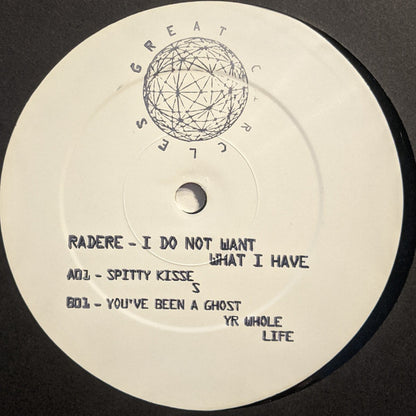 GREAT CIRCLES
RADERE - I DO NOT WANT
WHAT I HAVE
A01 - SPITTY KISSE
S
B01 - YOU'VE BEEN A GHOST
YR WHOLE
LIFE